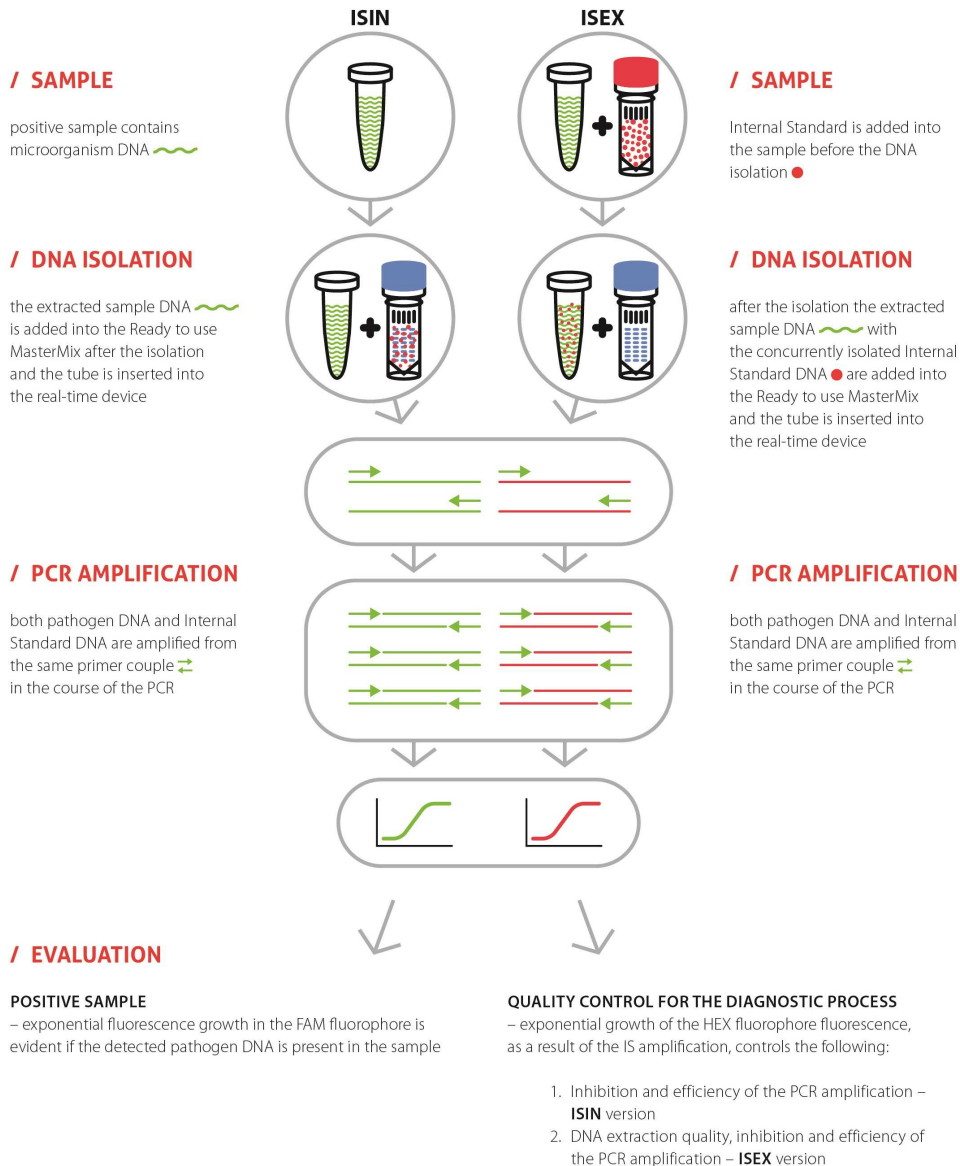 ISIN
ISEX
/ SAMPLE
positive sample contains
microorganism DNA
/ SAMPLE
Internal Standard is added into
the sample before the DNA
isolation
/ DNA ISOLATION
the extracted sample DNA
is added into the Ready to use
MasterMix after the isolation
and the tube is inserted into
the real-time device
/ DNA ISOLATION
after the isolation the extracted
sample DNA with
the concurrently isolated Internal
Standard DNA are added into
the Ready to use MasterMix
and the tube is inserted into
the real-time device
/ PCR AMPLIFICATION
both pathogen DNA and Internal
Standard DNA are amplified from
the same primer couple
in the course of the PCR
/ PCR AMPLIFICATION
both pathogen DNA and Internal
Standard DNA are amplified from
the same primer couple
in the course of the PCR
/ EVALUATION
POSITIVE SAMPLE
– exponential fluorescence growth in the FAM fluorophore is
evident if the detected pathogen DNA is present in the sample
QUALITY CONTROL FOR THE DIAGNOSTIC PROCESS
– exponential growth of the HEX fluorophore fluorescence,
as a result of the IS amplification, controls the following:
1. Inhibition and efficiency of the PCR amplification –
ISIN version
2. DNA extraction quality, inhibition and efficiency of
the PCR amplification – ISEX version